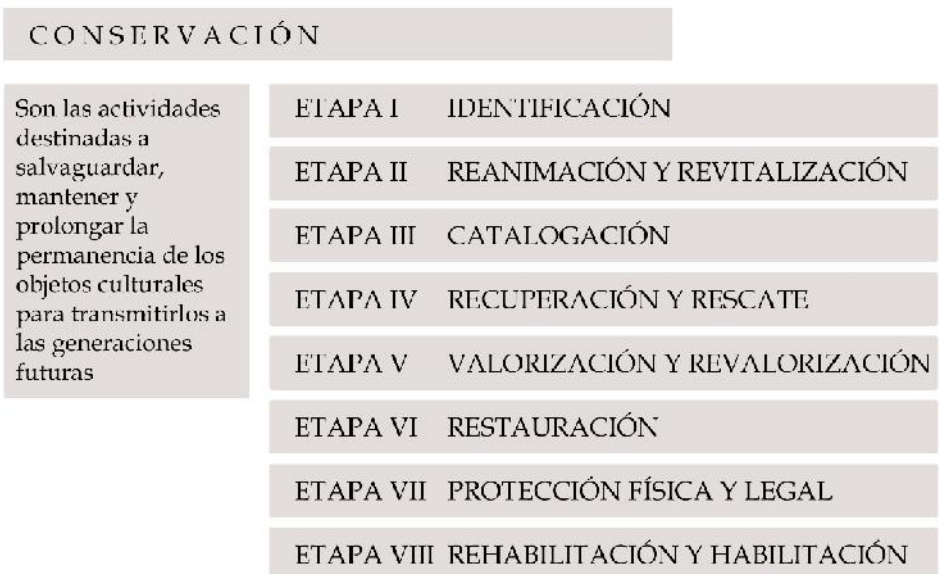 CONSERVACIÓN
Son las actividades
destinadas a
salvaguardar,
mantener y
prolongar la
permanencia de los
objetos culturales
para transmitirlos a
las generaciones
futuras
ETAPA I IDENTIFICACIÓN
ETAPA II REANIMACIÓN Y REVITALIZACIÓN
ETAPA III CATALOGACIÓN
ETAPA IV RECUPERACIÓN Y RESCATE
ETAPA V VALORIZACIÓN Y REVALORIZACIÓN
ETAPA VI RESTAURACIÓN
ETAPA VII PROTECCIÓN FÍSICA Y LEGAL
ETAPA VIII REHABILITACIÓN Y HABILITACIÓN